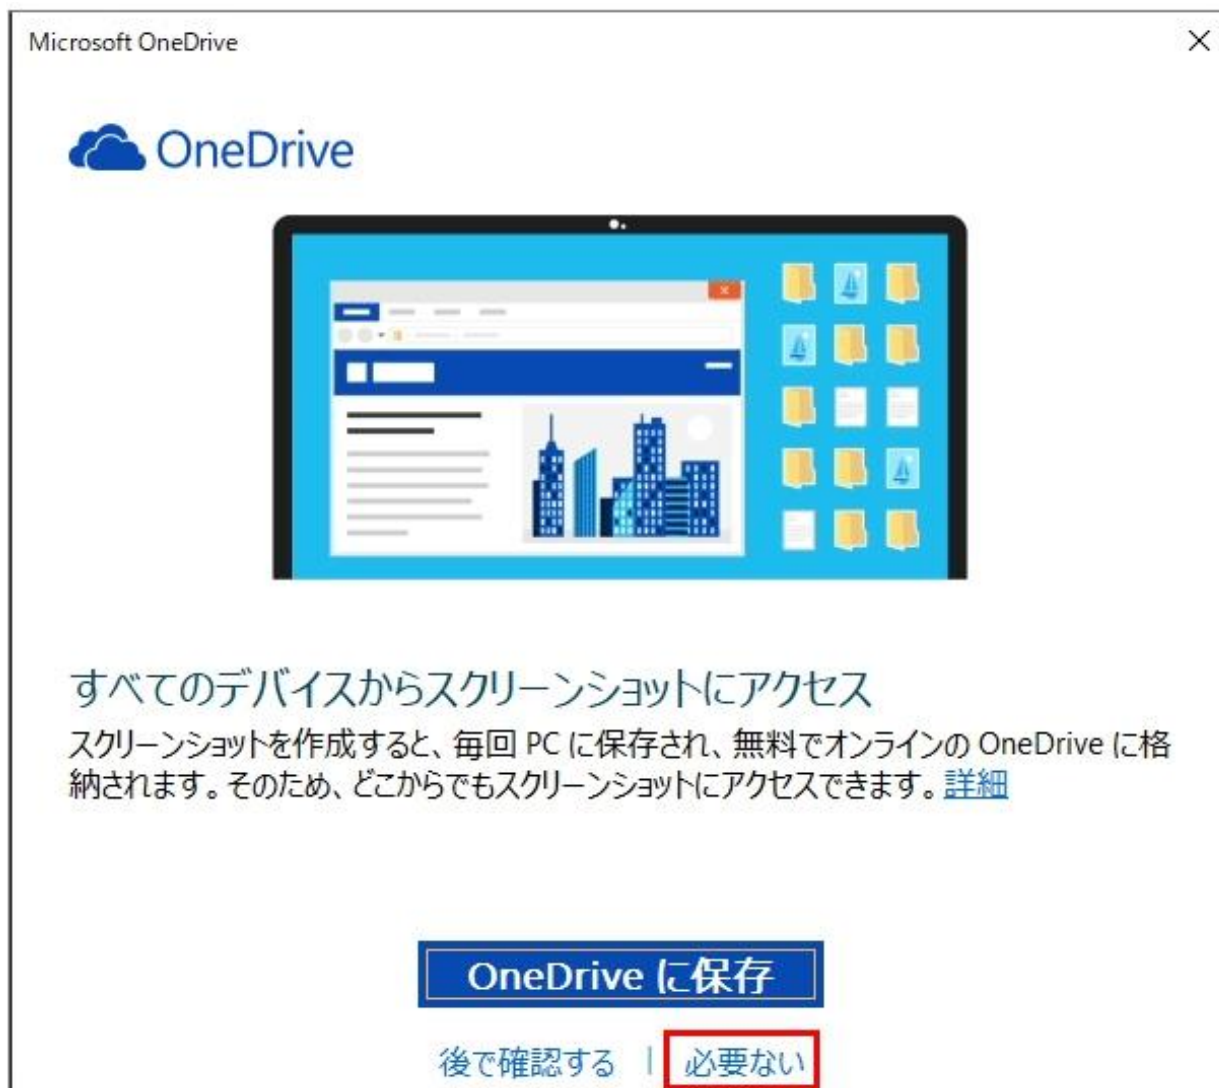 Microsoft OneDrive
OneDrive
すべてのデバイスからスクリーンショットにアクセス
スクリーンショットを作成すると、毎回 PC に保存され、無料でオンラインの OneDrive に格
納されます。そのため、どこからでもスクリーンショットにアクセスできます。詳細
OneDrive に保存
後で確認する | 必要ない